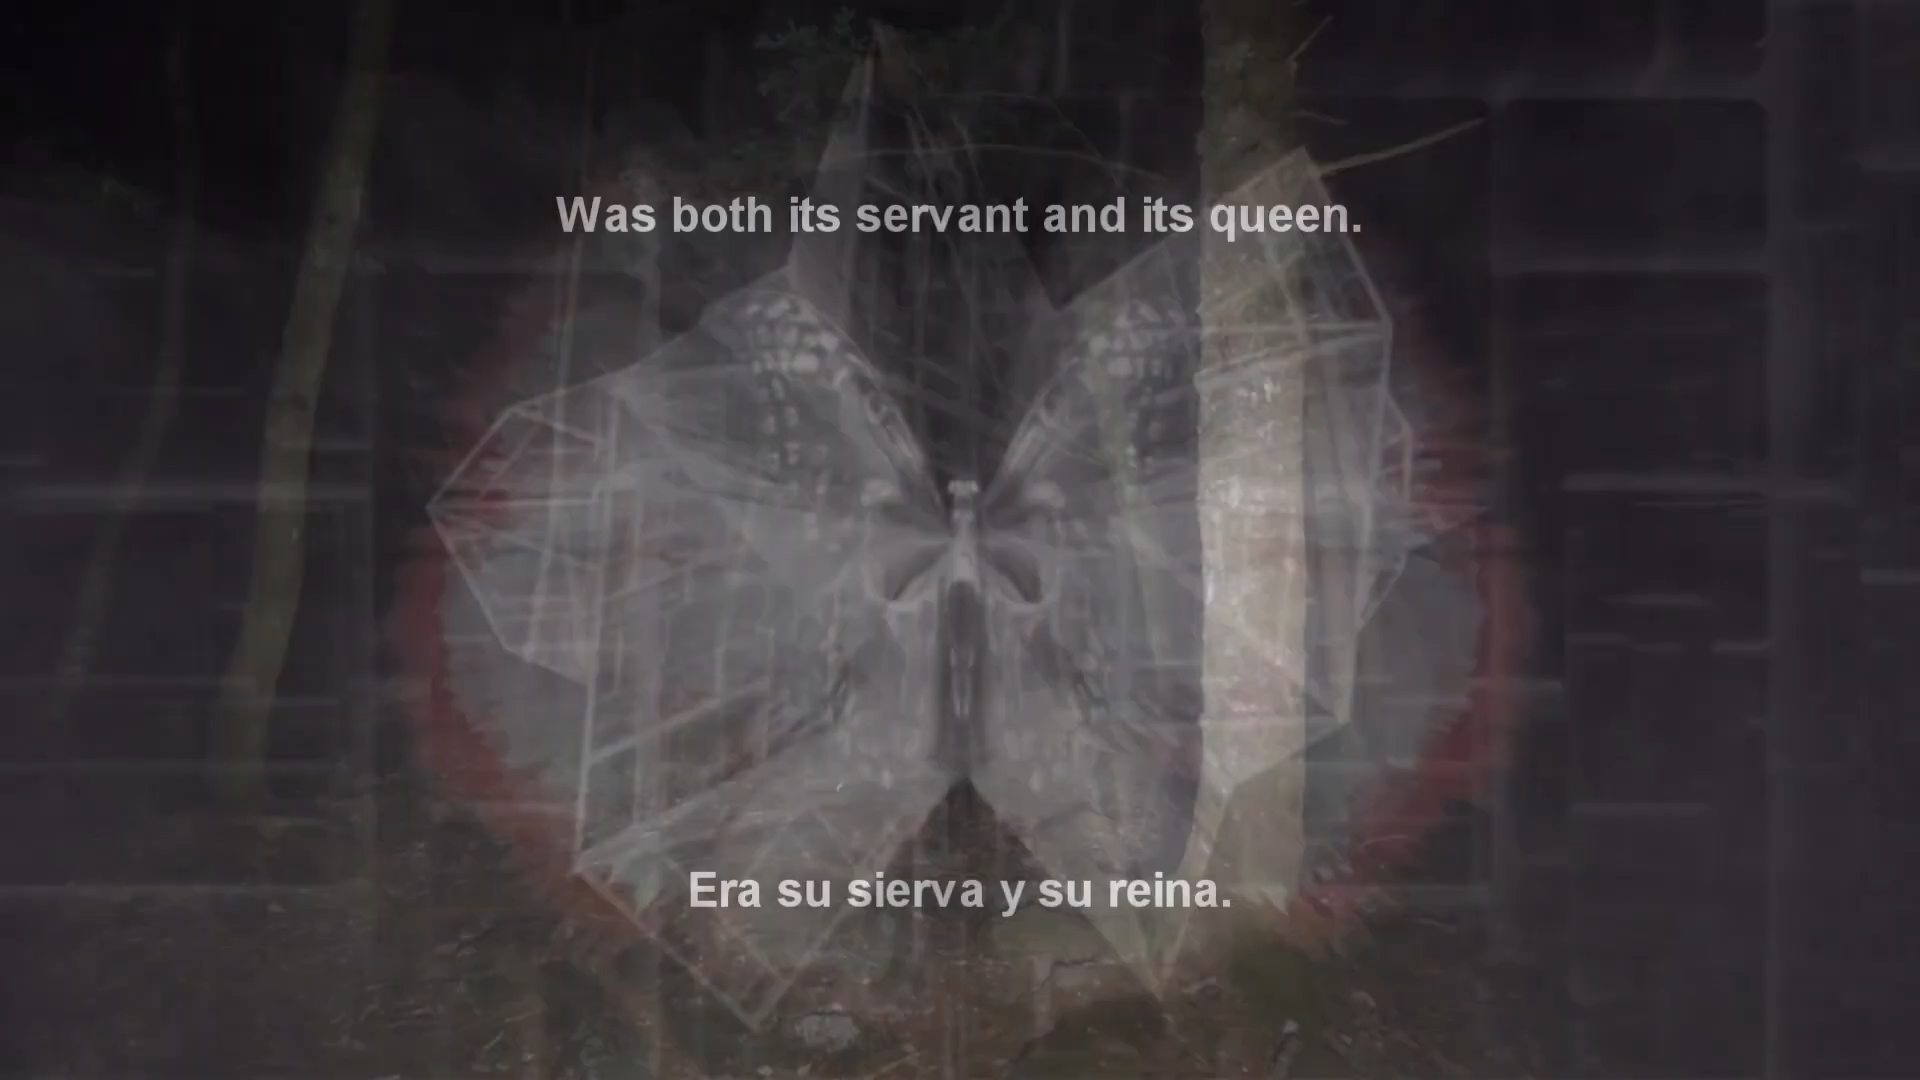 Was both its servant and its queen.
Era su sierva y su reina.